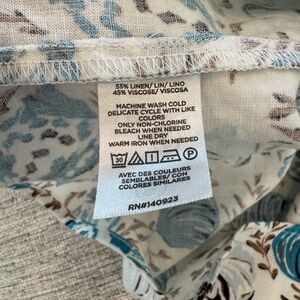 55% LINEN/ LIN/ LINO
45% VISCOSE/ VISCOSA
MACHINE WASH COLD
DELICATE CYCLE WITH LIKE
COLORS
ONLY NON-CHLORINE
BLEACH WHEN NEEDED
LINE DRY
WARM IRON WHEN NEEDED
30 P
AVEC DES COULEURS
SEMBLABLES/ CON
COLORES SIMILARES
RN#140923